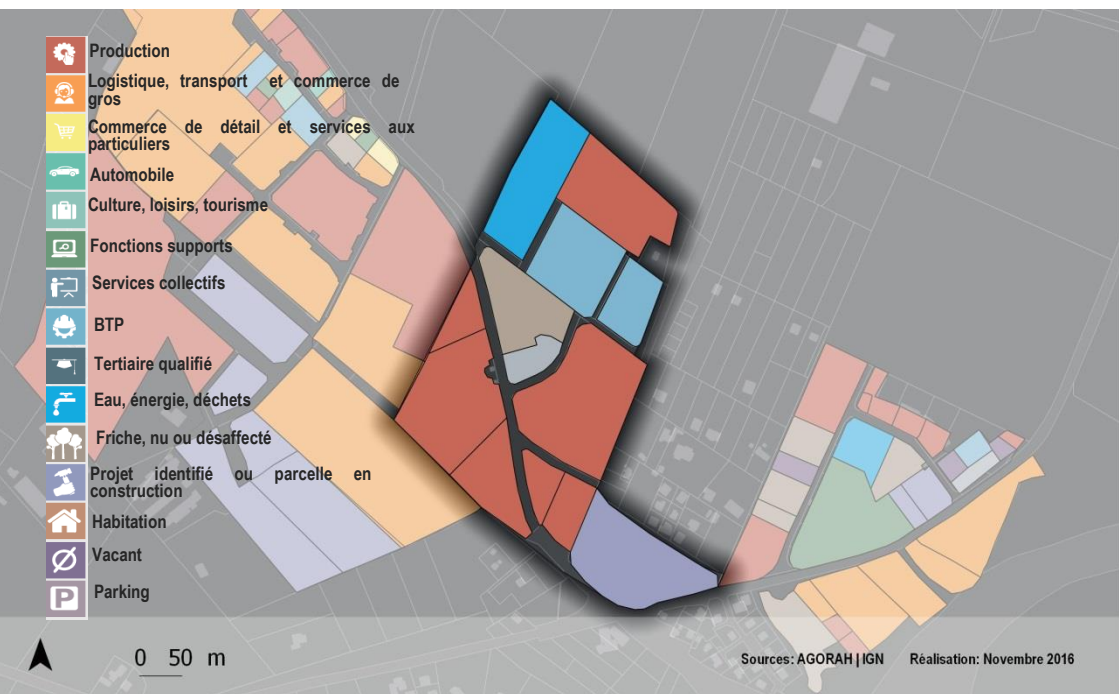 Production
Logistique, transport et commerce de
gros
Commerce de détail et services aux
particuliers
Automobile
Culture, loisirs, tourisme
Fonctions supports
Services collectifs
BTP
Tertiaire qualifié
Eau, énergie, déchets
Friche, nu ou désaffecté
Projet identifié ou parcelle en
construction
Habitation
Vacant
P Parking
0 50 m
Sources: AGORAH | IGN Réalisation: Novembre 2016